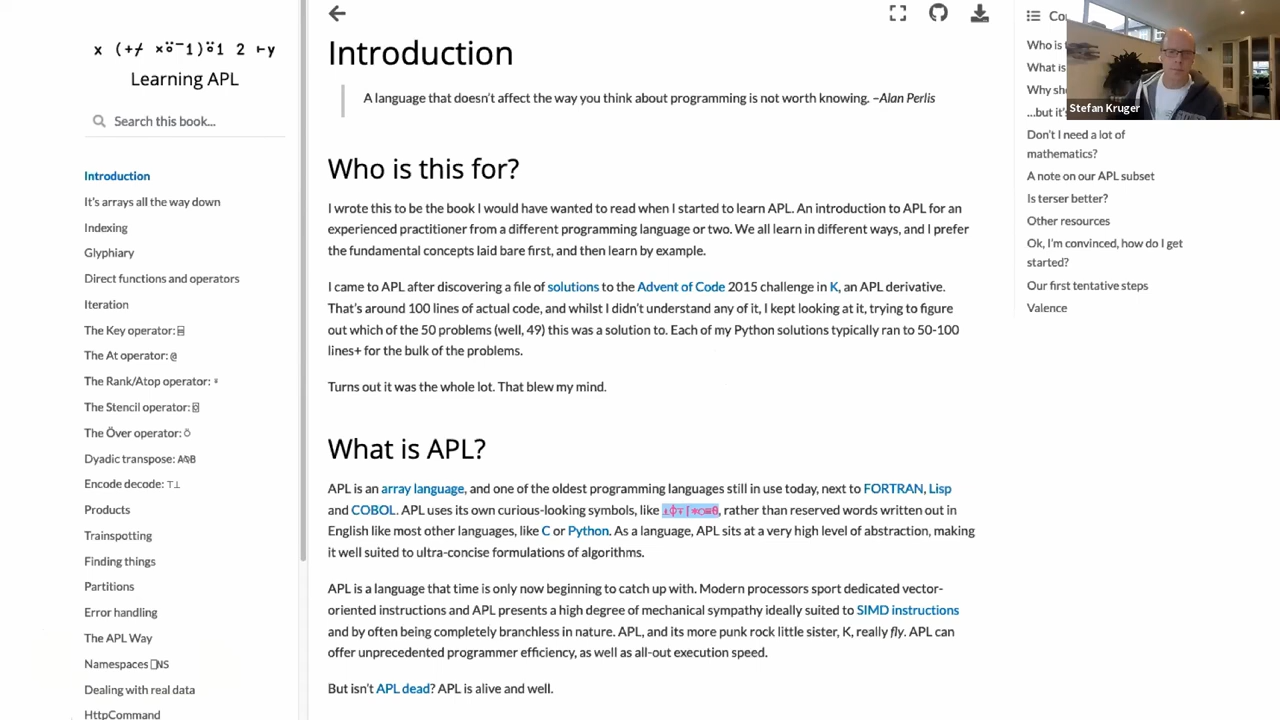 x (+⌿ ×⍤¯1)⍤1 2 ⊢y
Learning APL
Search this book...
Introduction
It's arrays all the way down
Indexing
Glyphiary
Direct functions and operators
Iteration
The Key operator: ⌸
The At operator: @
The Rank/Atop operator: ⍤
The Stencil operator: ⌺
The Över operator: ⍥
Dyadic transpose: A⍉B
Encode decode: ⊤⊥
Products
Trainspotting
Finding things
Partitions
Error handling
The APL Way
Namespaces ⎕NS
Dealing with real data
HttpCommand
Introduction
A language that doesn't affect the way you think about programming is not worth knowing. –Alan Perlis
Who is this for?
I wrote this to be the book I would have wanted to read when I started to learn APL. An introduction to APL for an
experienced practitioner from a different programming language or two. We all learn in different ways, and I prefer
the fundamental concepts laid bare first, and then learn by example.
I came to APL after discovering a file of solutions to the Advent of Code 2015 challenge in K, an APL derivative.
That's around 100 lines of actual code, and whilst I didn't understand any of it, I kept looking at it, trying to figure
out which of the 50 problems (well, 49) this was a solution to. Each of my Python solutions typically ran to 50-100
lines+ for the bulk of the problems.
Turns out it was the whole lot. That blew my mind.
What is APL?
APL is an array language, and one of the oldest programming languages still in use today, next to FORTRAN, Lisp
and COBOL. APL uses its own curious-looking symbols, like rather than reserved words written out in
English like most other languages, like C or Python. As a language, APL sits at a very high level of abstraction, making
it well suited to ultra-concise formulations of algorithms.
APL is a language that time is only now beginning to catch up with. Modern processors sport dedicated vector-
oriented instructions and APL presents a high degree of mechanical sympathy ideally suited to SIMD instructions
and by often being completely branchless in nature. APL, and its more punk rock little sister, K, really fly. APL can
offer unprecedented programmer efficiency, as well as all-out execution speed.
But isn't APL dead? APL is alive and well.
Co
Who is t
What is
Why sho
...but it'
Don't I need a lot of
mathematics?
A note on our APL subset
Is terser better?
Other resources
Ok, I'm convinced, how do I get
started?
Our first tentative steps
Valence
Stefan Kruger